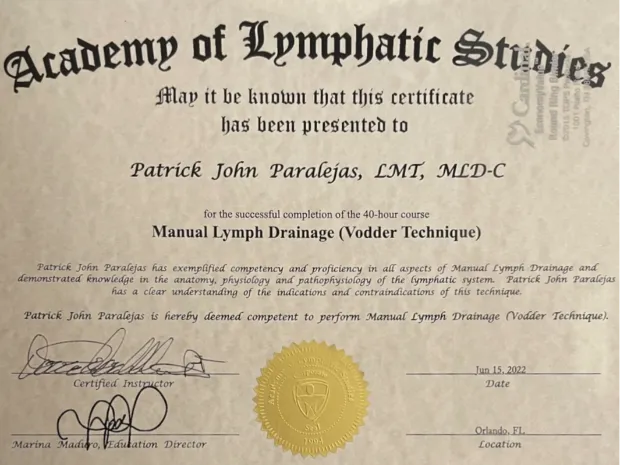 Academy of Lymphatic Studies
May it be known that this certificate
has been presented to
Patrick John Paralejas, LMT, MLD-C
for the successful completion of the 40-hour course
Manual Lymph Drainage (Vodder Technique)
Patrick John Paralejas has exemplified competency and proficiency in all aspects of Manual Lymph Drainage and
demonstrated knowledge in the anatomy, physiology and pathophysiology of the lymphatic system. Patrick John Paralejas
has a clear understanding of the indications and contraindications of this technique.
Patrick John Paralejas is hereby deemed competent to perform Manual Lymph Drainage (Vodder Technique).
Certified Instructor
Marina Maduro, Education Director
Seal
Jun 15, 2022
Date
Orlando, FL
Location
Cardinal